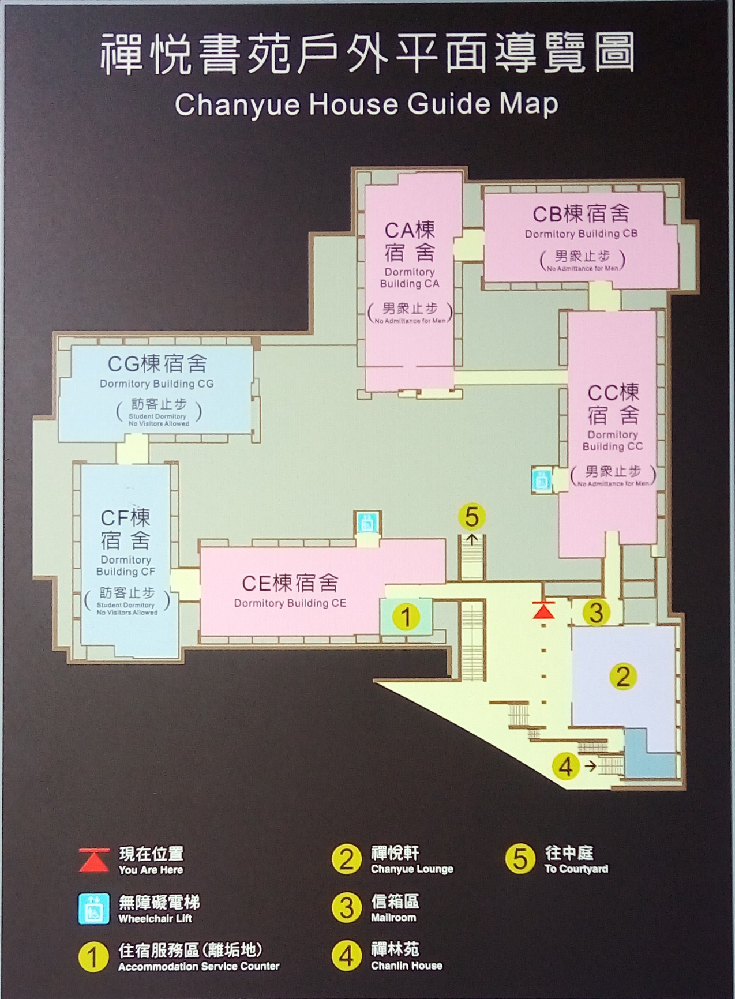 禪悅書苑戶外平面導覽圖
Chanyue House Guide Map
CA棟
宿舍
Dormitory
Building CA
(男眾止步)
No Admittance for Men
CB棟宿舍
Dormitory Building CB
(男眾止步)
No Admittance for Men
CG棟宿舍
Dormitory Building CG
(訪客止步)
Student Dormitory
No Visitors Allowed
CC棟
宿舍
Dormitory
Building CC
(男眾止步)
No Admittance for Men
CF棟
宿舍
Dormitory
Building CF
(訪客止步)
Student Dormitory
No Visitors Allowed
5
CE棟宿舍
Dormitory Building CE
1
3
2
4
現在位置
You Are Here
無障礙電梯
Wheelchair Lift
1 住宿服務區(離垢地)
Accommodation Service Counter
2 禪悅軒
Chanyue Lounge
3 信箱區
Mailroom
4 禪林苑
Chanlin House
5 往中庭
To Courtyard